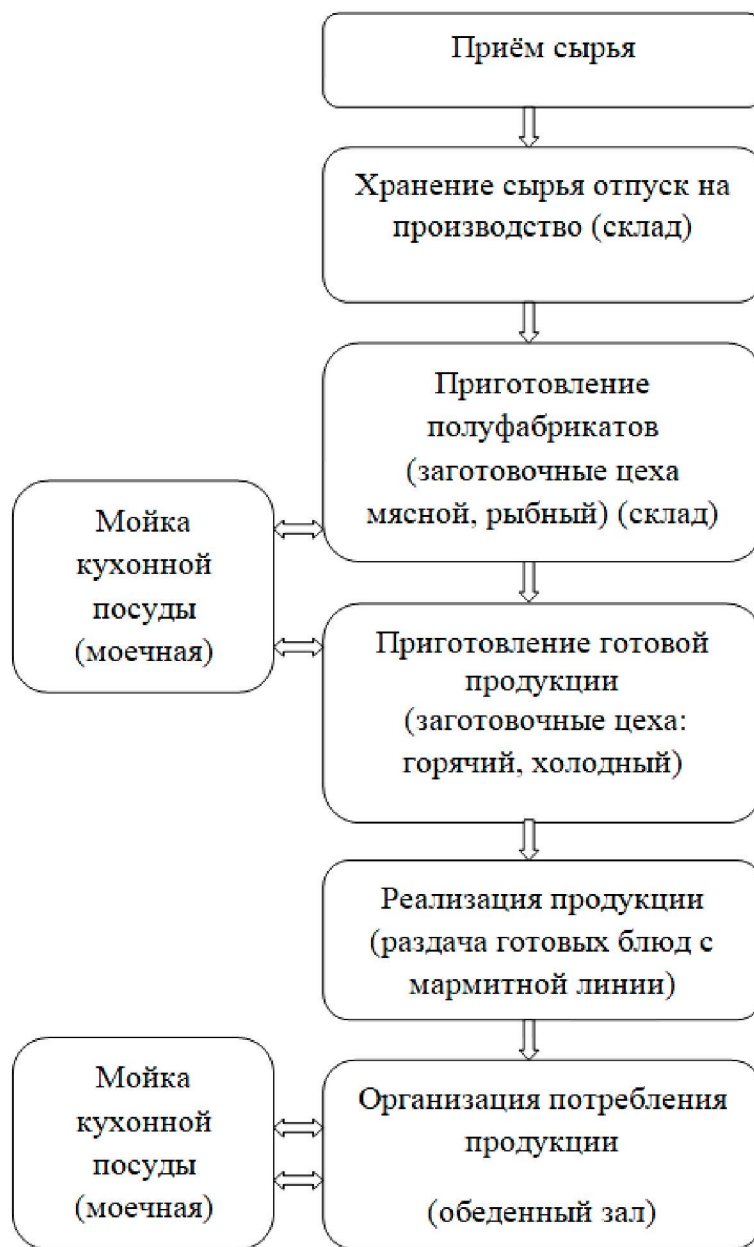 Приём сырья
Хранение сырья отпуск на
производство (склад)
Приготовление
полуфабрикатов
(заготовочные цеха
мясной, рыбный) (склад)
Мойка
кухонной
посуды
(моечная)
Приготовление готовой
продукции
(заготовочные цеха:
горячий, холодный)
Реализация продукции
(раздача готовых блюд с
мармитной линии)
Мойка
кухонной
посуды
(моечная)
Организация потребления
продукции
(обеденный зал)